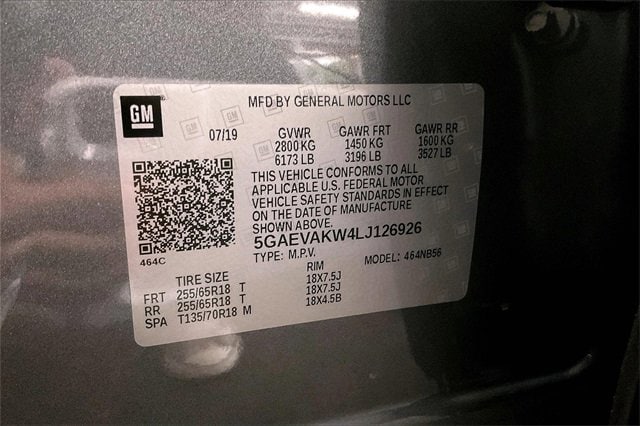 GM
MFD BY GENERAL MOTORS LLC
07/19 GVWR GAWR FRT GAWR RR
2800 KG 1450 KG 1600 KG
6173 LB 3196 LB 3527 LB
THIS VEHICLE CONFORMS TO ALL
APPLICABLE U.S. FEDERAL MOTOR
VEHICLE SAFETY STANDARDS IN EFFECT
ON THE DATE OF MANUFACTURE
SHOWN ABOVE.
5GAEVAKW4LJ126926
464C
TYPE: M.P.V. MODEL: 464NB56
TIRE SIZE RIM
FRT 255/65R18 T 18X7.5J
RR 255/65R18 T 18X7.5J
SPA T135/70R18 M 18X4.5B